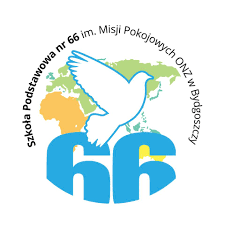 Szkoła Podstawowa nr 66 im. Misji Pokojowych ONZ w Bydgoszczy
66